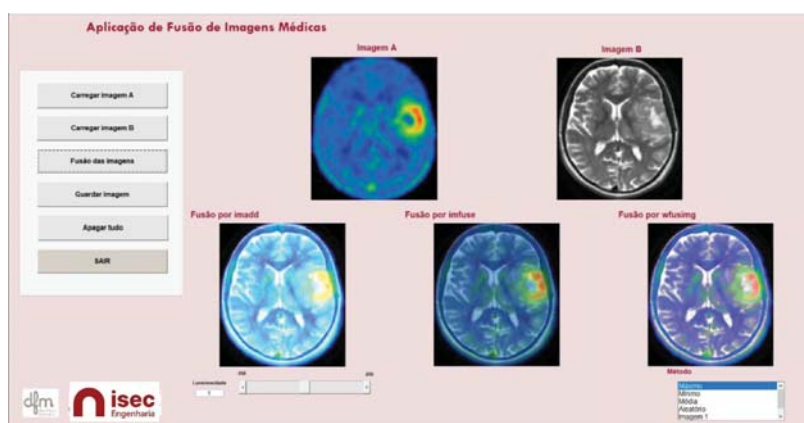 Aplicação de Fusão de Imagens Médicas
Imagem A
Imagem B
Carregar imagem A
Carregar imagem B
Fusão das imagens
Guardar imagem
Apagar tudo
SAIR
Fusão por imadd
Fusão por imfuse
Fusão por wfusimg
Luminosidade
Método
Máximo
Mínimo
Média
Aleatório
Imagem 1
dfm
isec
Engenharia